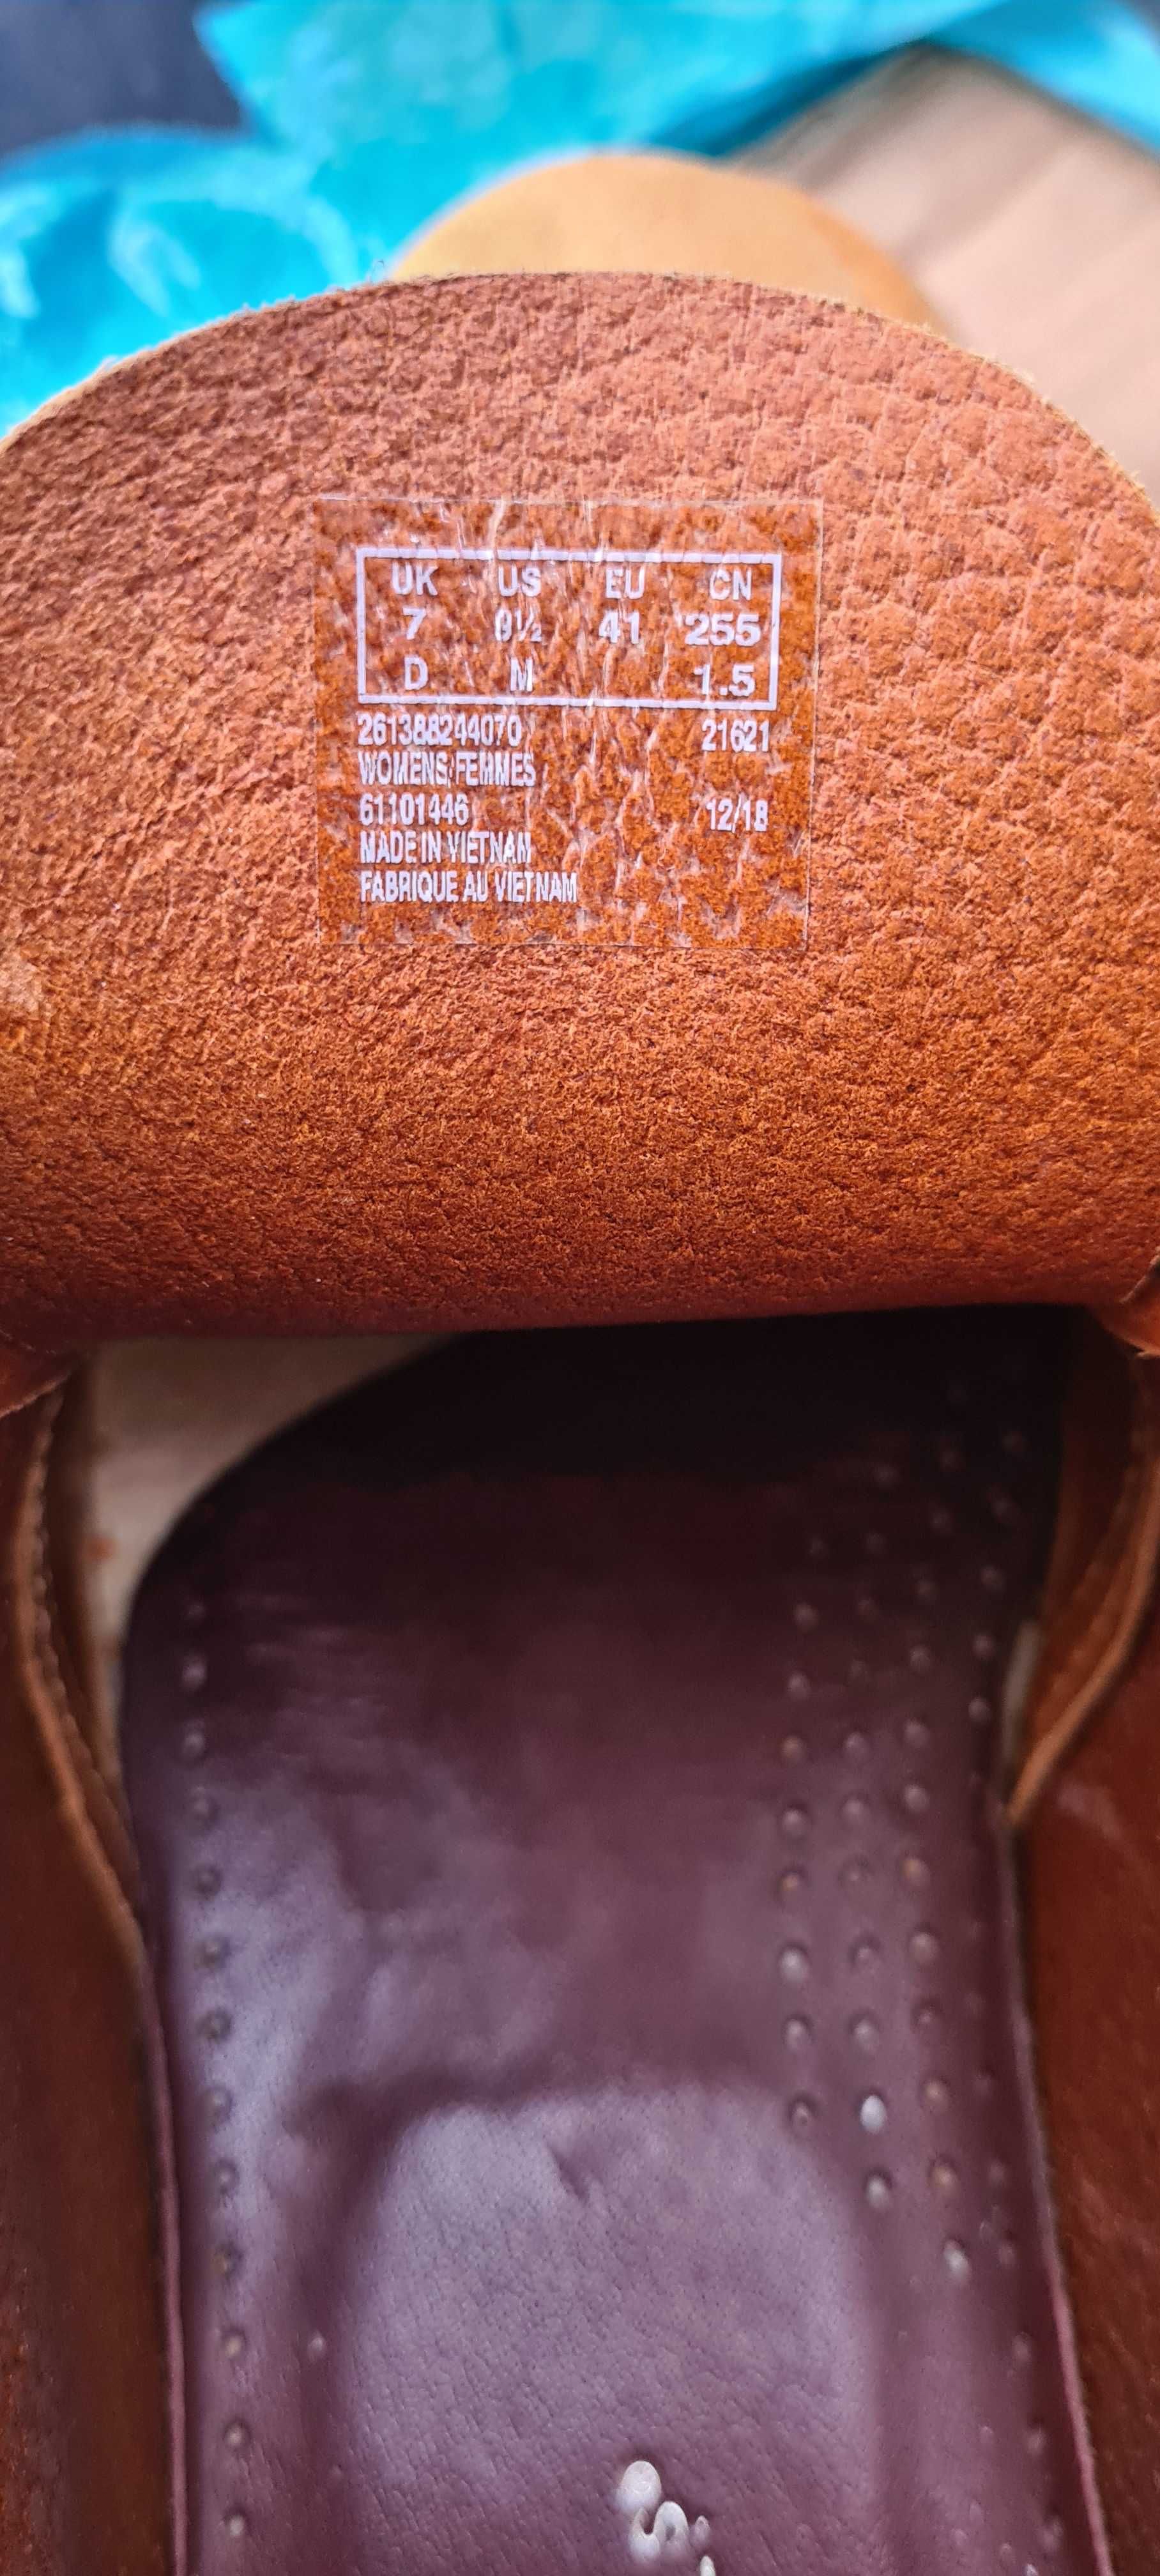 UK US EU CN
7 9½ 41 255
D M 1.5
261388244070 21621
WOMENS/FEMMES
61101446 12/18
MADE IN VIETNAM
FABRIQUE AU VIETNAM